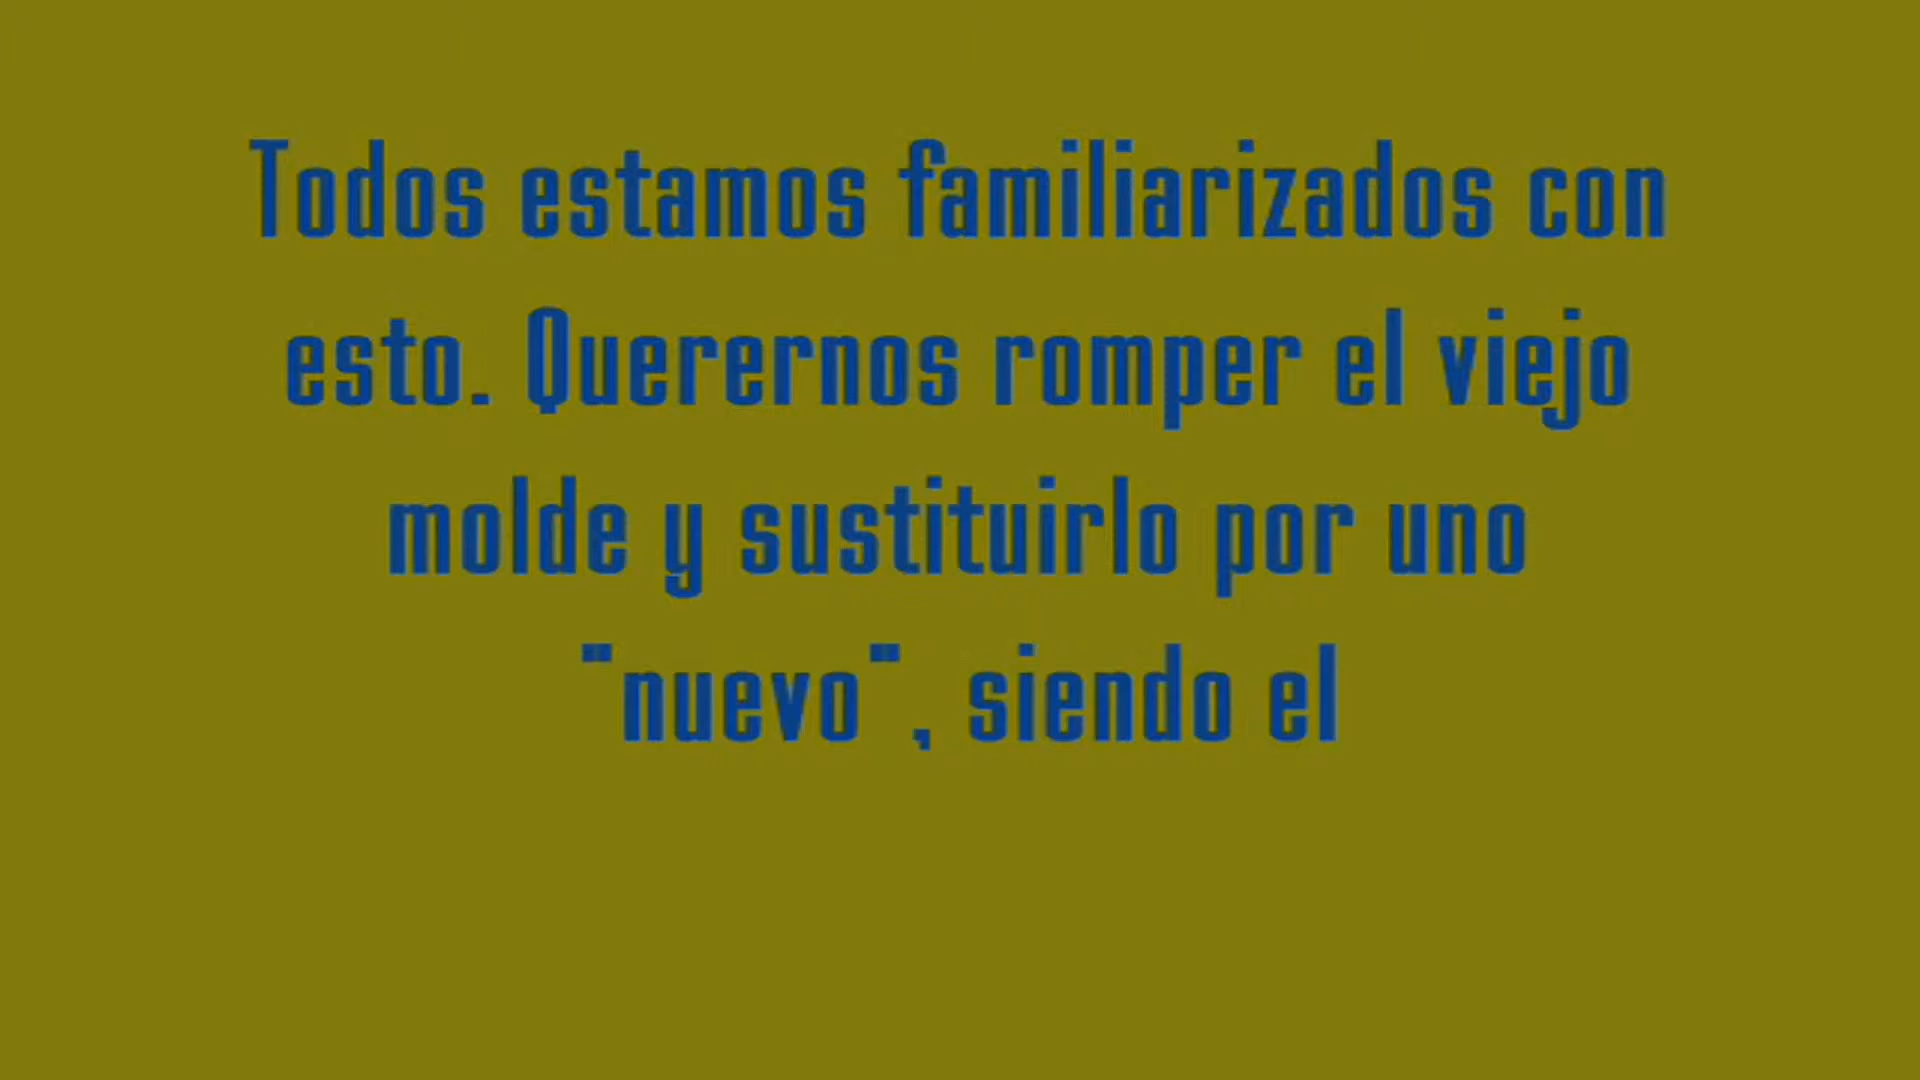 Todos estamos familiarizados con
esto. Querernos romper el viejo
molde y sustituirlo por uno
"nuevo", siendo el